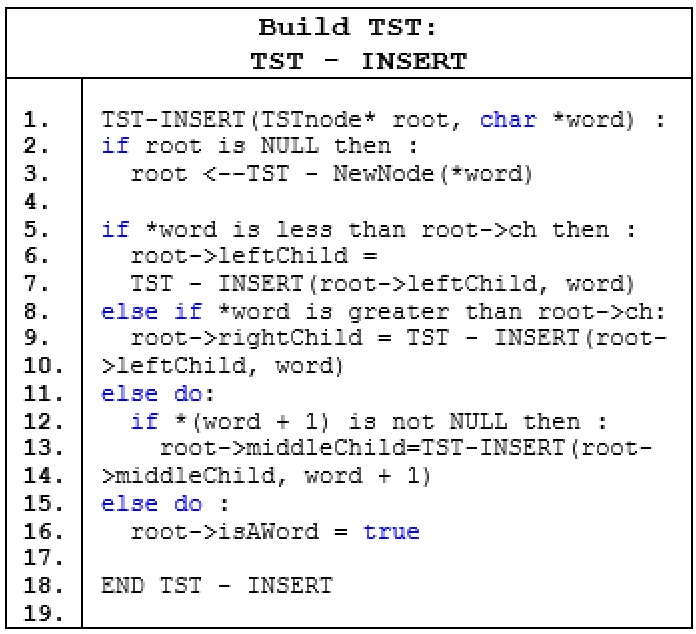 Build TST:
TST - INSERT
1. TST-INSERT(TSTnode* root, char *word) :
2. if root is NULL then :
3. root <--TST - NewNode(*word)
4.
5. if *word is less than root->ch then :
6. root->leftChild =
7. TST - INSERT(root->leftChild, word)
8. else if *word is greater than root->ch:
9. root->rightChild = TST - INSERT(root-
10. >leftChild, word)
11. else do:
12. if *(word + 1) is not NULL then :
13. root->middleChild=TST-INSERT(root-
14. >middleChild, word + 1)
15. else do :
16. root->isAWord = true
17.
18. END TST - INSERT
19.